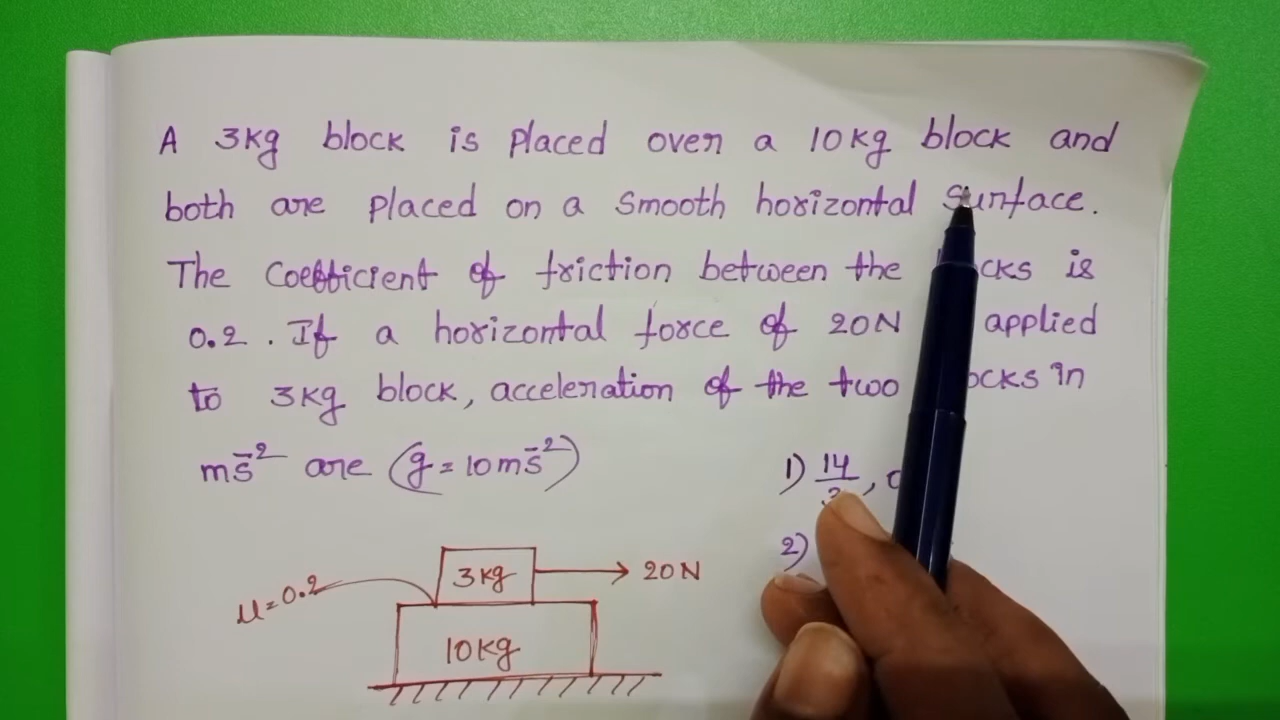 A 3kg block is placed over a 10kg block and
both are placed on a smooth horizontal surface.
The coefficient of friction between the is
0.2. If a horizontal force of 20N applied
to 3kg block, acceleration of the two in
ms⁻² are (g = 10ms⁻²)
1) 14
2)
μ=0.2
3kg
20N
10kg